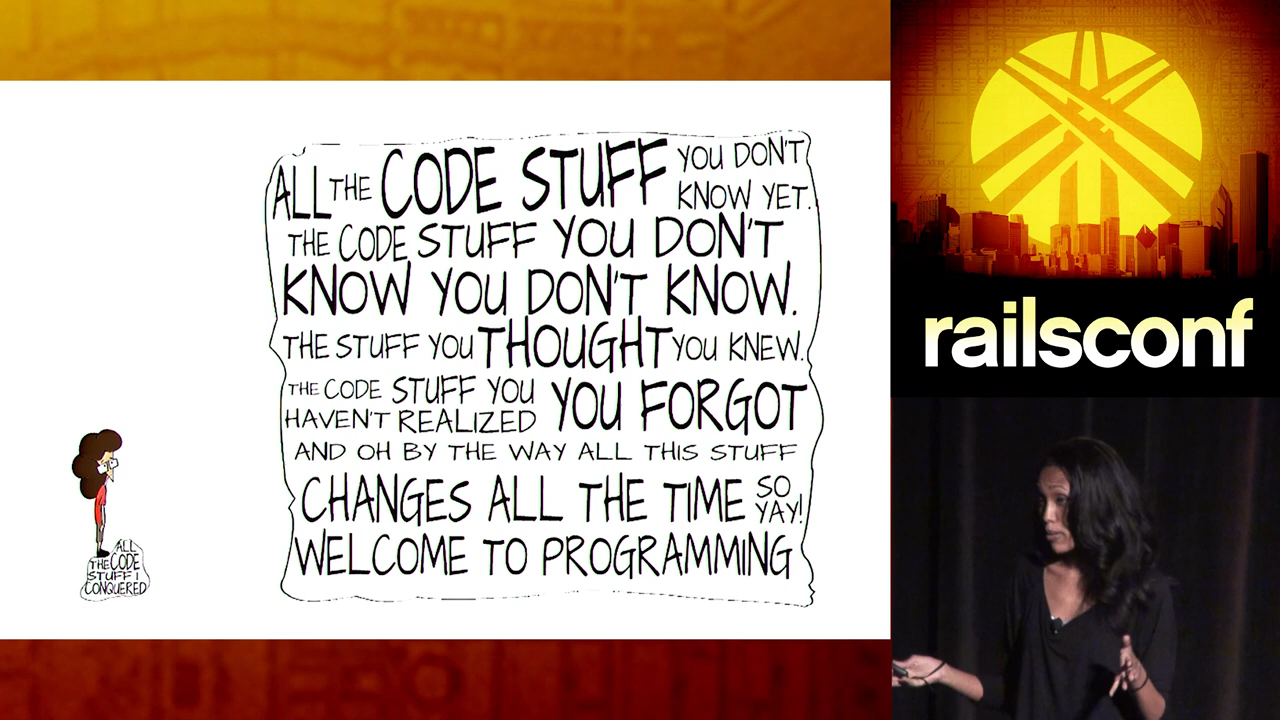 ALL THE CODE STUFF YOU DON'T
KNOW YET.
THE CODE STUFF YOU DON'T
KNOW YOU DON'T KNOW.
THE STUFF YOU THOUGHT YOU KNEW.
THE CODE STUFF YOU
HAVEN'T REALIZED YOU FORGOT
AND OH BY THE WAY ALL THIS STUFF
CHANGES ALL THE TIME SO
YAY!
WELCOME TO PROGRAMMING
ALL
THE CODE
STUFF I
CONQUERED
railsconf